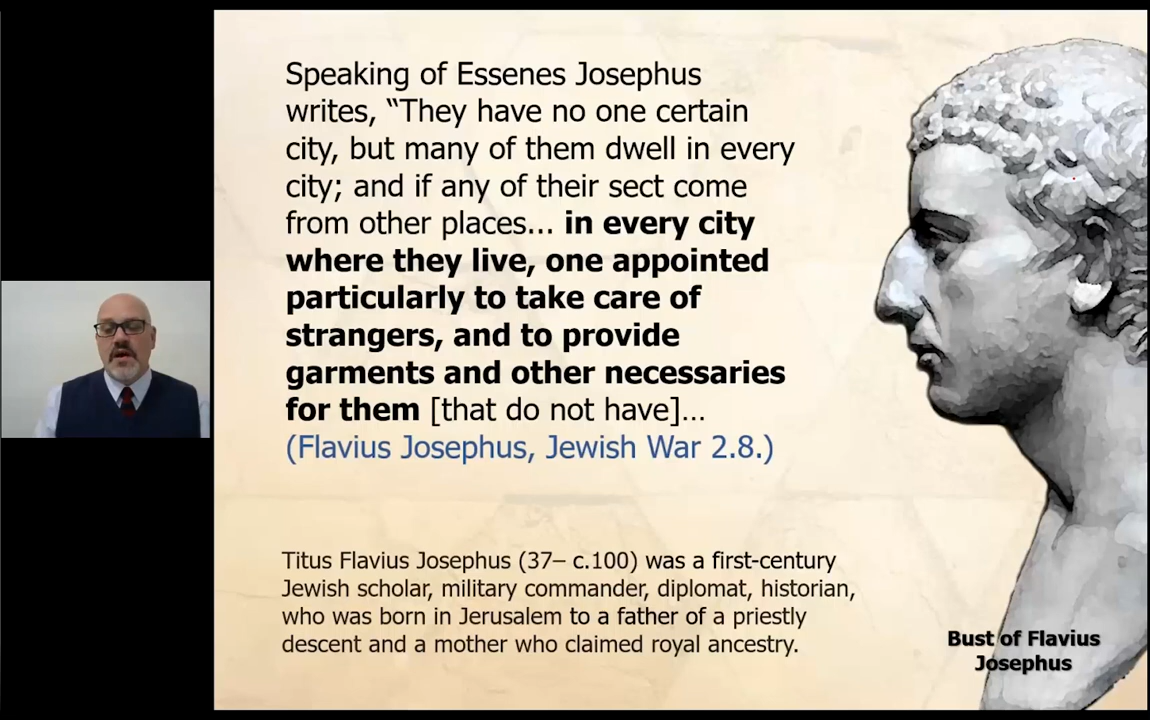 Speaking of Essenes Josephus
writes, “They have no one certain
city, but many of them dwell in every
city; and if any of their sect come
from other places... in every city
where they live, one appointed
particularly to take care of
strangers, and to provide
garments and other necessaries
for them [that do not have]...
(Flavius Josephus, Jewish War 2.8.)
Titus Flavius Josephus (37– c.100) was a first-century
Jewish scholar, military commander, diplomat, historian,
who was born in Jerusalem to a father of a priestly
descent and a mother who claimed royal ancestry.
Bust of Flavius
Josephus